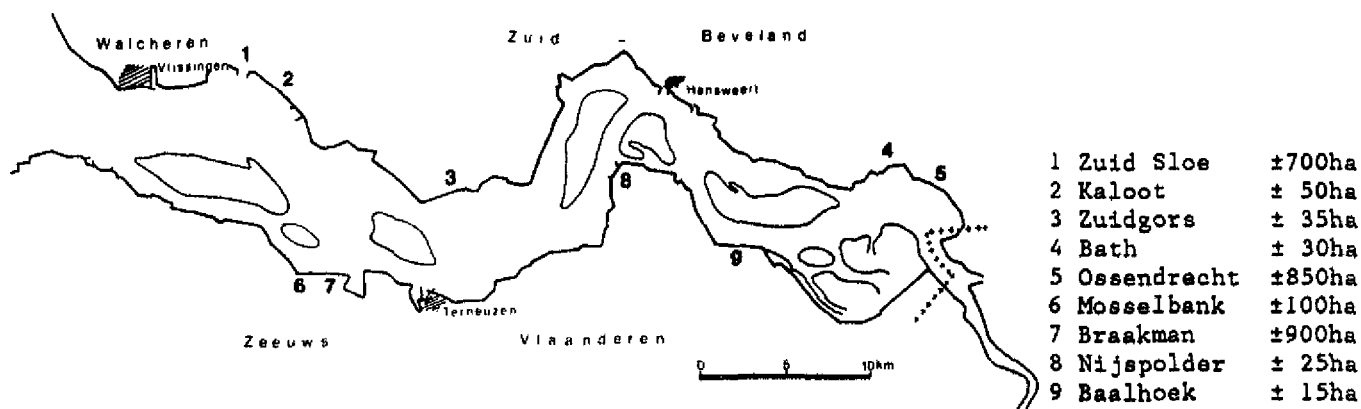 Walcheren
Vlissingen
1
2
Zuid Beveland
Hansweert
3
4
5
8
9
6 7
Terneuzen
Zeeuws Vlaanderen
0 5 10km
1 Zuid Sloe ±700ha
2 Kaloot ± 50ha
3 Zuidgors ± 35ha
4 Bath ± 30ha
5 Ossendrecht ±850ha
6 Mosselbank ±100ha
7 Braakman ±900ha
8 Nijspolder ± 25ha
9 Baalhoek ± 15ha